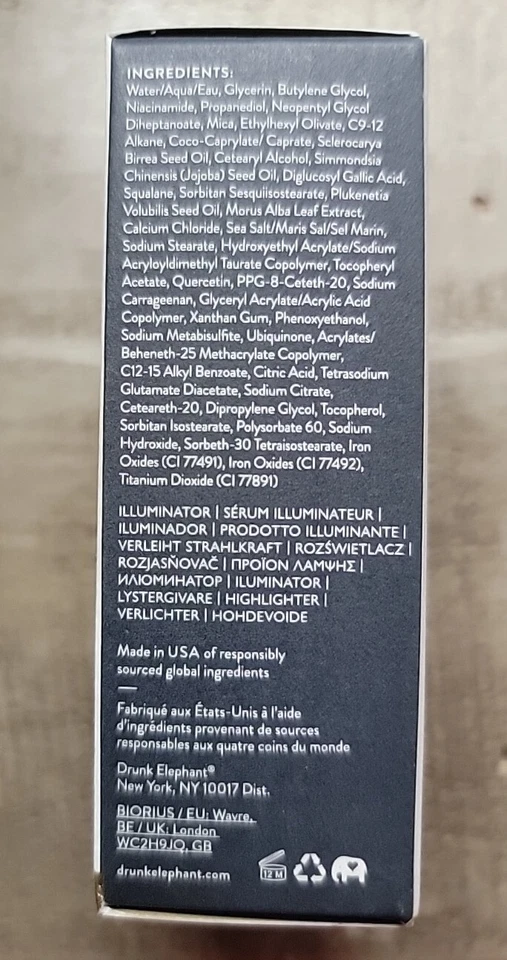 INGREDIENTS:
Water/Aqua/Eau, Glycerin, Butylene Glycol,
Niacinamide, Propanediol, Neopentyl Glycol
Diheptanoate, Mica, Ethylhexyl Olivate, C9-12
Alkane, Coco-Caprylate/ Caprate, Sclerocarya
Birrea Seed Oil, Cetearyl Alcohol, Simmondsia
Chinensis (Jojoba) Seed Oil, Diglucosyl Gallic Acid,
Squalane, Sorbitan Sesquiisostearate, Plukenetia
Volubilis Seed Oil, Morus Alba Leaf Extract,
Calcium Chloride, Sea Salt/Maris Sal/Sel Marin,
Sodium Stearate, Hydroxyethyl Acrylate/Sodium
Acryloyldimethyl Taurate Copolymer, Tocopheryl
Acetate, Quercetin, PPG-8-Ceteth-20, Sodium
Carrageenan, Glyceryl Acrylate/Acrylic Acid
Copolymer, Xanthan Gum, Phenoxyethanol,
Sodium Metabisulfite, Ubiquinone, Acrylates/
Beheneth-25 Methacrylate Copolymer,
C12-15 Alkyl Benzoate, Citric Acid, Tetrasodium
Glutamate Diacetate, Sodium Citrate,
Ceteareth-20, Dipropylene Glycol, Tocopherol,
Sorbitan Isostearate, Polysorbate 60, Sodium
Hydroxide, Sorbeth-30 Tetraisostearate, Iron
Oxides (CI 77491), Iron Oxides (CI 77492),
Titanium Dioxide (CI 77891)
ILLUMINATOR | SÉRUM ILLUMINATEUR |
ILUMINADOR | PRODOTTO ILLUMINANTE |
VERLEIHT STRAHLKRAFT | ROZŚWIETLACZ |
ROZJASŇOVAČ | ΠΡΟΪΟΝ ΛΑΜΨΗΣ |
ИЛЮМИНАТОР | ILUMINATOR |
LYSTERGIVARE | HIGHLIGHTER |
VERLICHTER | HOHDEVOIDE
Made in USA of responsibly
sourced global ingredients
Fabriqué aux États-Unis à l'aide
d'ingrédients provenant de sources
responsables aux quatre coins du monde
Drunk Elephant®
New York, NY 10017 Dist.
BIORIUS / EU: Wavre,
BE / UK: London
WC2H9JQ, GB
drunkelephant.com
12 M